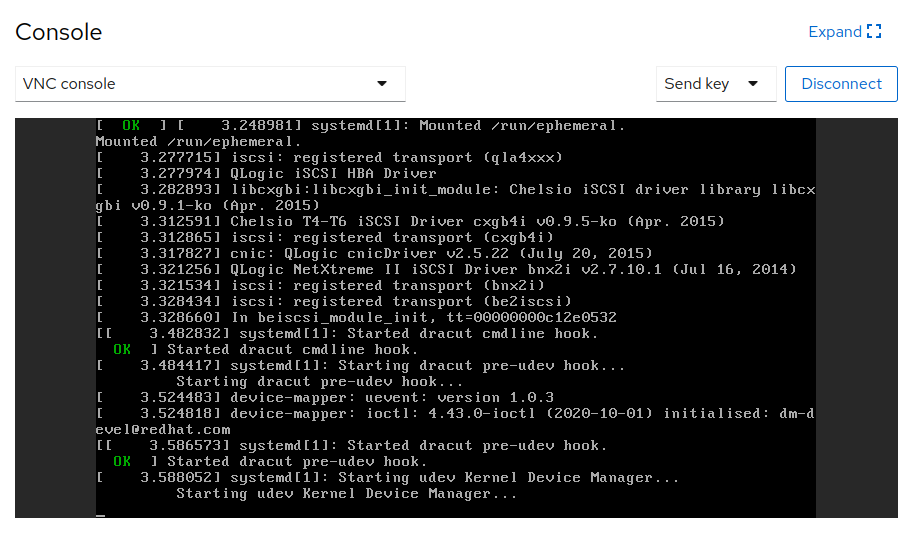 Console
Expand
VNC console
Send key
Disconnect
[  OK  ] [    3.248981] systemd[1]: Mounted /run/ephemeral.
Mounted /run/ephemeral.
[    3.277715] iscsi: registered transport (qla4xxx)
[    3.277974] QLogic iSCSI HBA Driver
[    3.282893] libcxgbi:libcxgbi_init_module: Chelsio iSCSI driver library libcx
gbi v0.9.1-ko (Apr. 2015)
[    3.312591] Chelsio T4-T6 iSCSI Driver cxgb4i v0.9.5-ko (Apr. 2015)
[    3.312865] iscsi: registered transport (cxgb4i)
[    3.317827] cnic: QLogic cnicDriver v2.5.22 (July 20, 2015)
[    3.321256] QLogic NetXtreme II iSCSI Driver bnx2i v2.7.10.1 (Jul 16, 2014)
[    3.321534] iscsi: registered transport (bnx2i)
[    3.328434] iscsi: registered transport (be2iscsi)
[    3.328660] In beiscsi_module_init, tt=00000000c12e0532
[[    3.482832] systemd[1]: Started dracut cmdline hook.
  OK  ] Started dracut cmdline hook.
[    3.484417] systemd[1]: Starting dracut pre-udev hook...
         Starting dracut pre-udev hook...
[    3.524483] device-mapper: uevent: version 1.0.3
[    3.524818] device-mapper: ioctl: 4.43.0-ioctl (2020-10-01) initialised: dm-d
evel@redhat.com
[[    3.586573] systemd[1]: Started dracut pre-udev hook.
  OK  ] Started dracut pre-udev hook.
[    3.588052] systemd[1]: Starting udev Kernel Device Manager...
         Starting udev Kernel Device Manager...